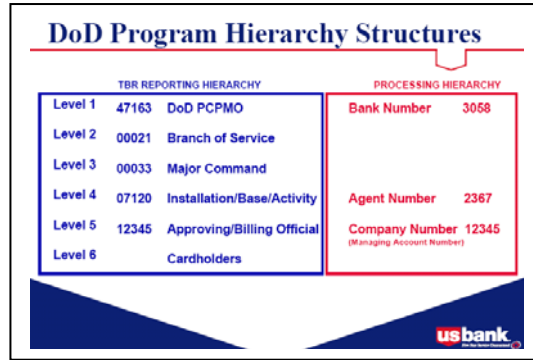 DoD Program Hierarchy Structures
TBR REPORTING HIERARCHY
PROCESSING HIERARCHY
Level 1 47163 DoD PCPMO
Bank Number 3058
Level 2 00021 Branch of Service
Level 3 00033 Major Command
Level 4 07120 Installation/Base/Activity
Agent Number 2367
Level 5 12345 Approving/Billing Official
Company Number 12345
(Managing Account Number)
Level 6 Cardholders
usbank